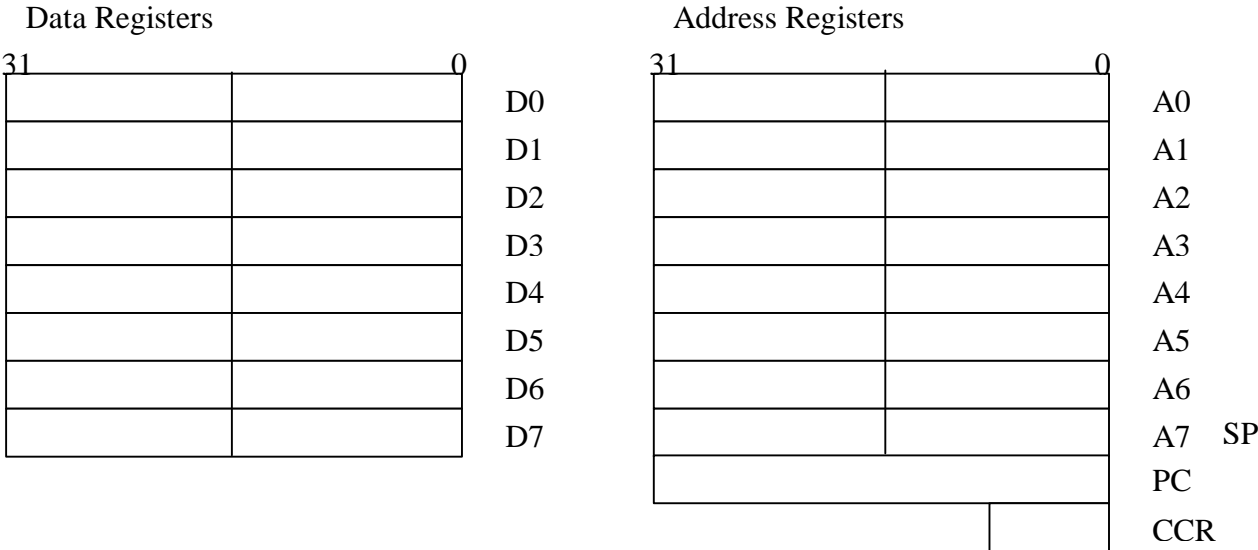 Data Registers
Address Registers
31 0
31 0
D0
A0
D1
A1
D2
A2
D3
A3
D4
A4
D5
A5
D6
A6
D7
A7 SP
PC
CCR